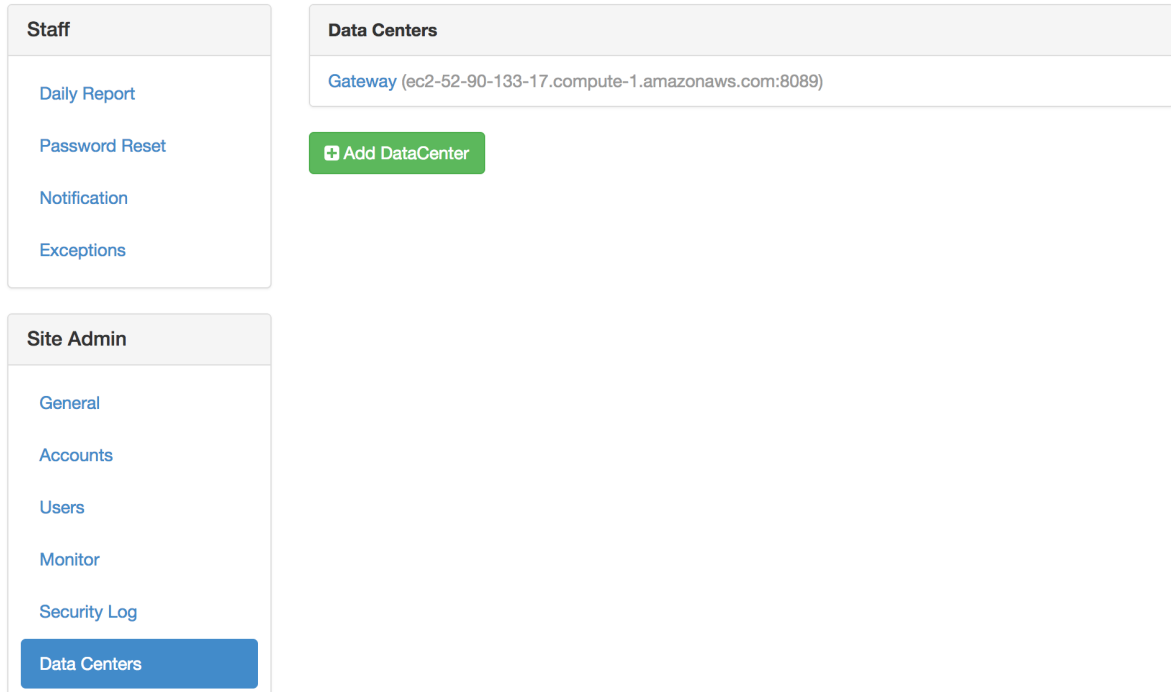 Staff
Daily Report
Password Reset
Notification
Exceptions
Site Admin
General
Accounts
Users
Monitor
Security Log
Data Centers
Data Centers
Gateway (ec2-52-90-133-17.compute-1.amazonaws.com:8089)
Add DataCenter